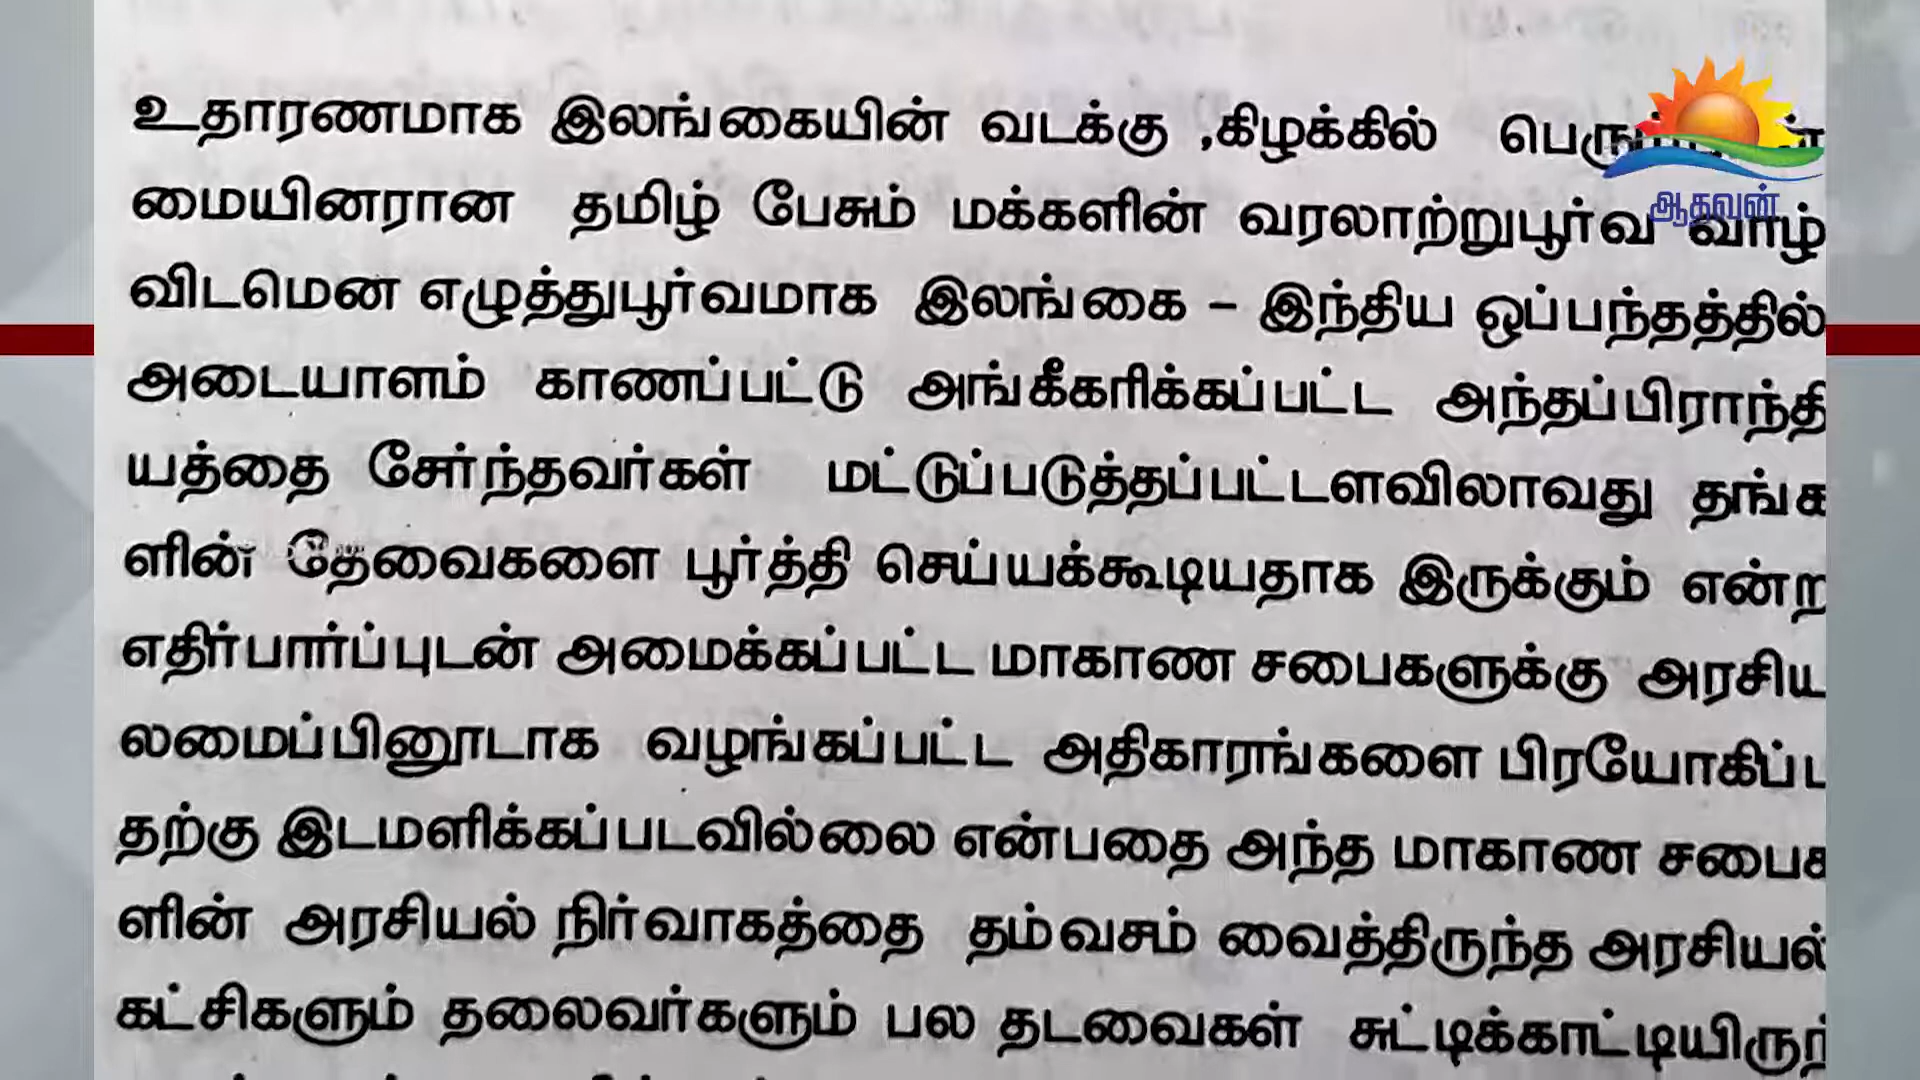 உதாரணமாக இலங்கையின் வடக்கு ,கிழக்கில்
ஆதவன்
மையினரான தமிழ் பேசும் மக்களின் வரலாற்றுபூர்வ வாழ்
விடமென எழுத்துபூர்வமாக இலங்கை – இந்திய ஒப்பந்தத்தில்
அடையாளம் காணப்பட்டு அங்கீகரிக்கப்பட்ட அந்தப்பிராந்தி
யத்தை சேர்ந்தவர்கள் மட்டுப்படுத்தப்பட்டளவிலாவது தங்க
ளின் தேவைகளை பூர்த்தி செய்யக்கூடியதாக இருக்கும் என்ற
எதிர்பார்ப்புடன் அமைக்கப்பட்ட மாகாண சபைகளுக்கு அரசிய
லமைப்பினூடாக வழங்கப்பட்ட அதிகாரங்களை
தற்கு இடமளிக்கப்படவில்லை என்பதை அந்த மாகாண சபைக
ளின் அரசியல் நிர்வாகத்தை தம்வசம் வைத்திருந்த அரசியல்
கட்சிகளும் தலைவர்களும் பல தடவைகள்